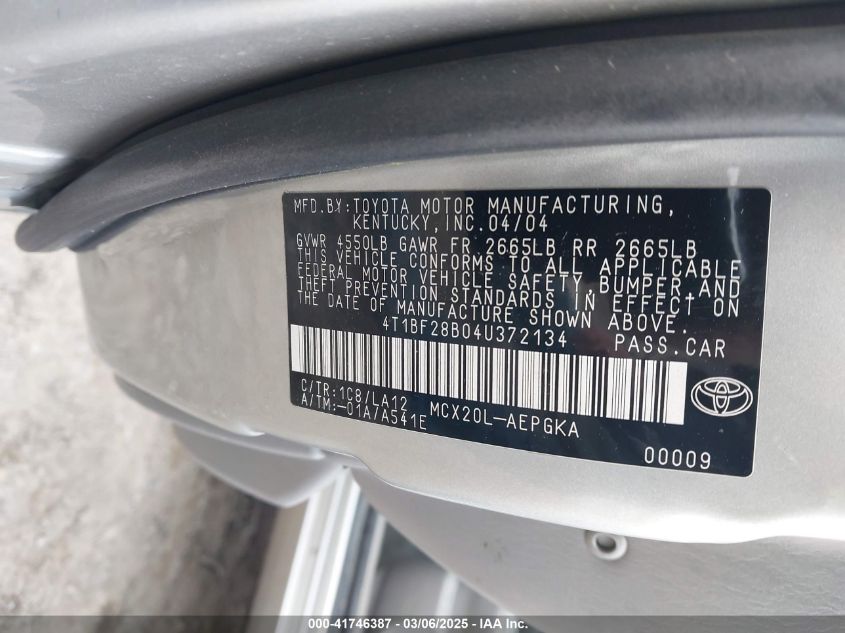 MFD.BY:TOYOTA MOTOR MANUFACTURING,
KENTUCKY,INC.04/04
GVWR 4550LB GAWR FR 2665LB RR 2665LB
THIS VEHICLE CONFORMS TO ALL APPLICABLE
FEDERAL MOTOR VEHICLE SAFETY,BUMPER AND
THEFT PREVENTION STANDARDS IN EFFECT ON
THE DATE OF MANUFACTURE SHOWN ABOVE.
4T1BF28B04U372134 PASS.CAR
C/TR:1C8/LA12 MCX20L-AEPGKA
A/TM:-01A/A541E
00009
000-41746387 - 03/06/2025 - IAA Inc.